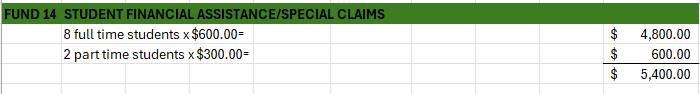 FUND 14 STUDENT FINANCIAL ASSISTANCE/SPECIAL CLAIMS
8 full time students x $600.00= $ 4,800.00
2 part time students x $300.00= $ 600.00
$ 5,400.00